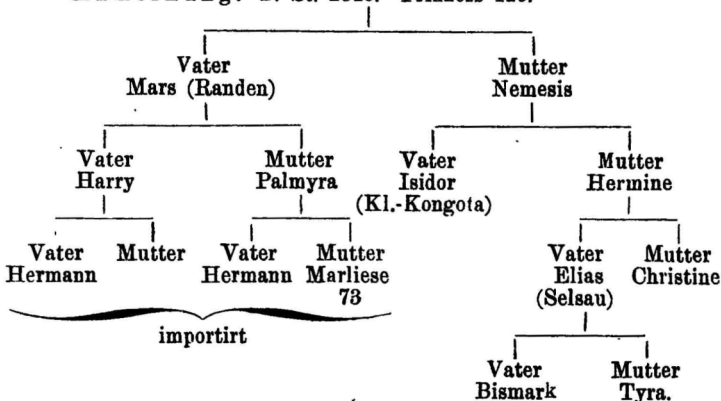 Vater Mutter
Mars (Randen) Nemesis
Vater Mutter Vater Mutter
Harry Palmyra Isidor Hermine
(Kl.-Kongota)
Vater Mutter Vater Mutter Vater Mutter
Hermann Hermann Marliese Elias Christine
73 (Selsau)
importirt
Vater Mutter
Bismark Tyra.